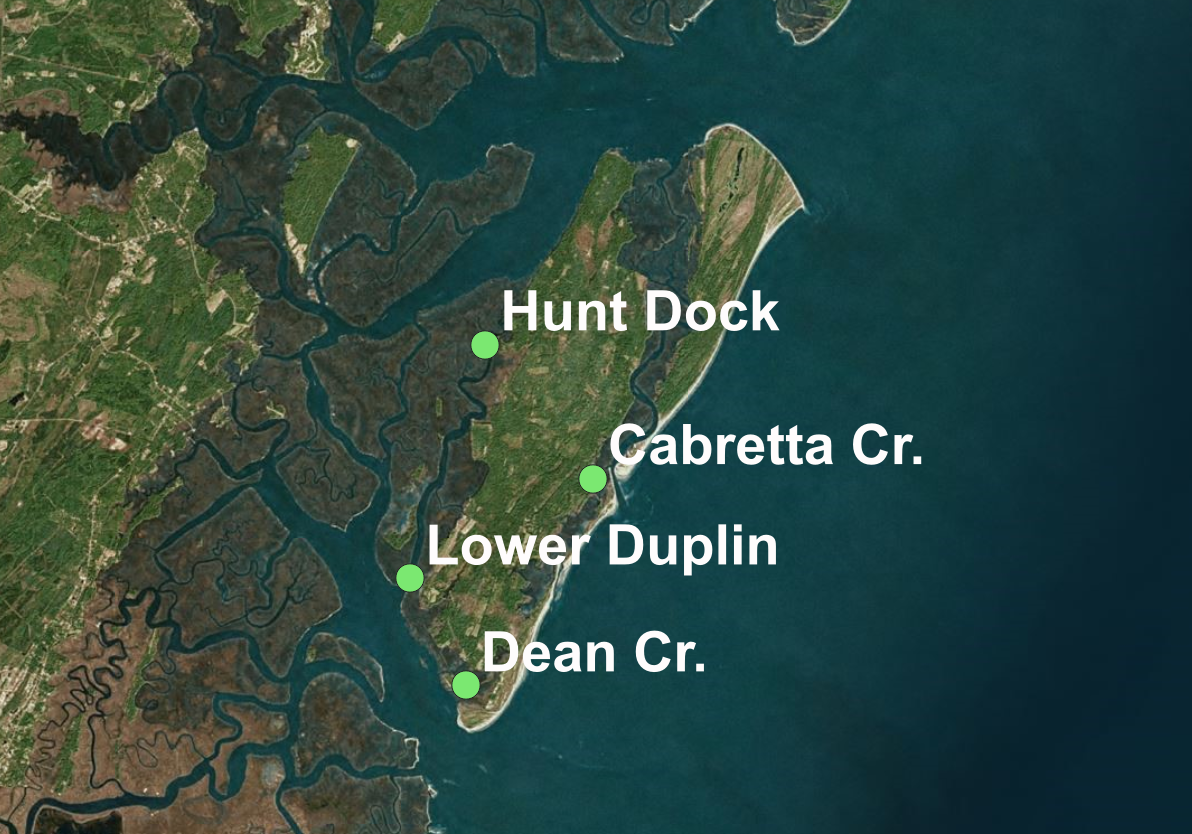 Hunt Dock
Cabretta Cr.
Lower Duplin
Dean Cr.